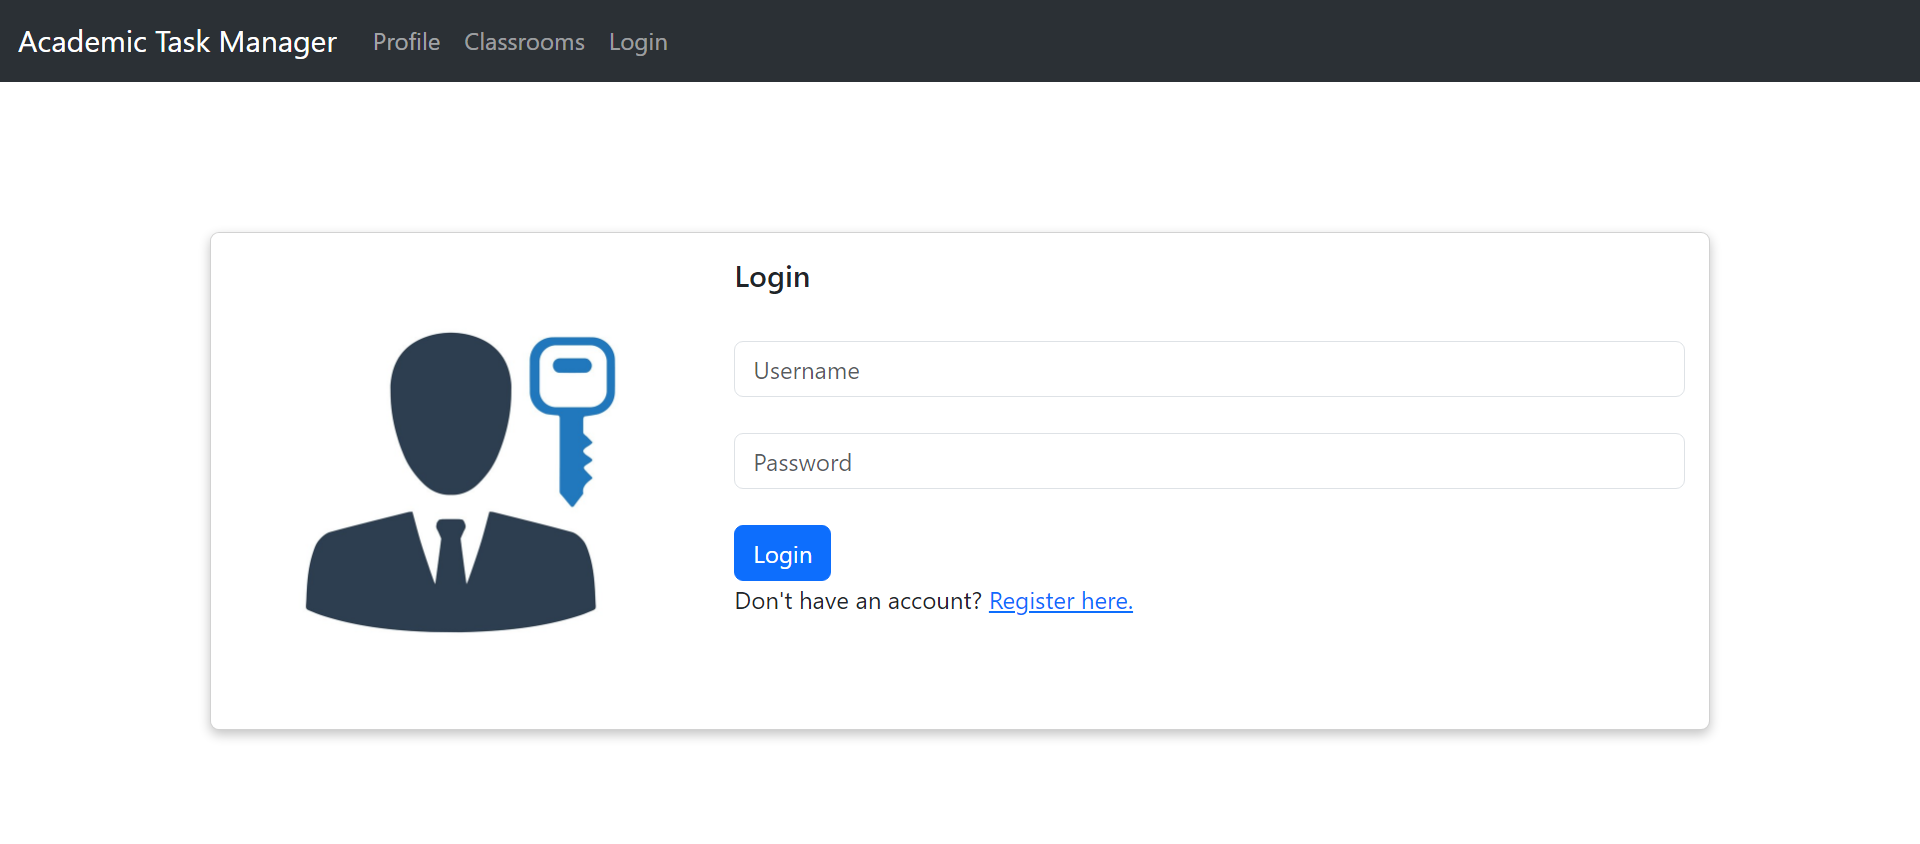 Academic Task Manager Profile Classrooms Login
Login
Username
Password
Login
Don't have an account? Register here.